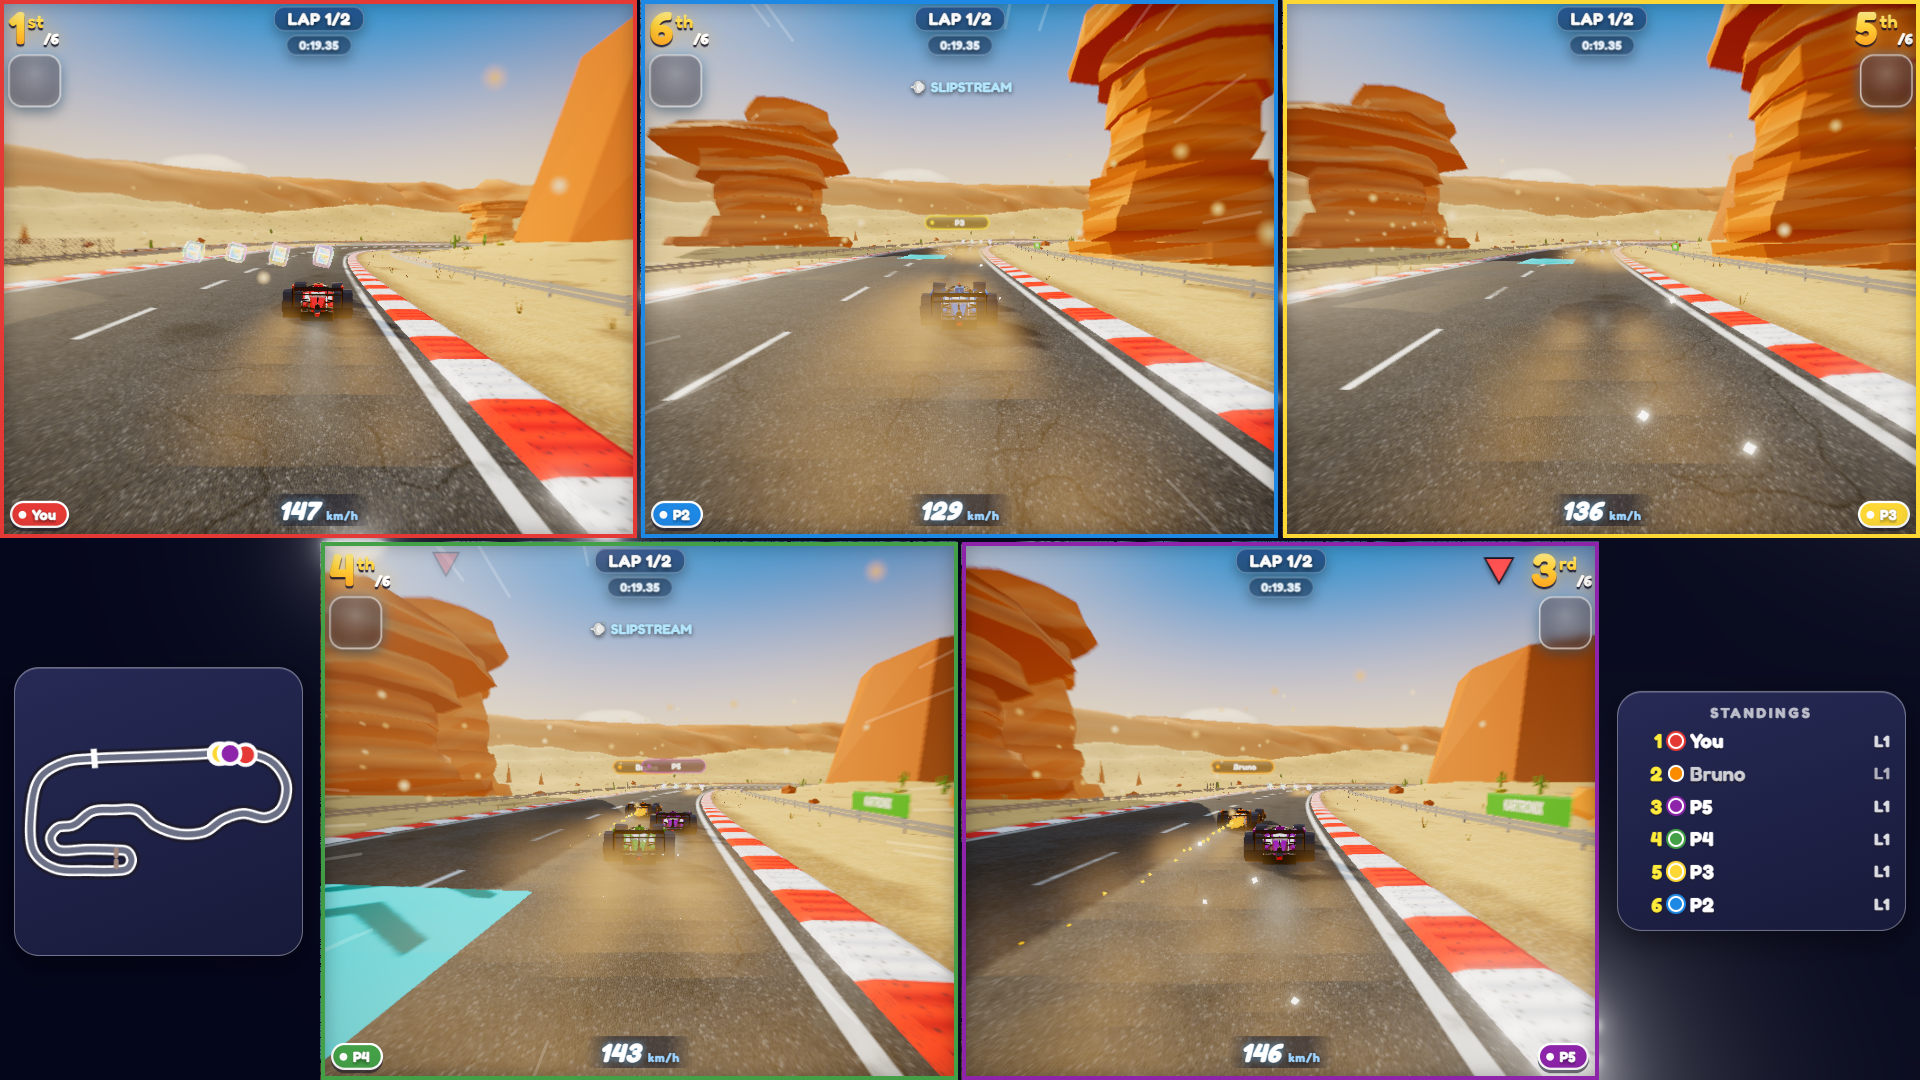 1st/6
LAP 1/2
0:19.35
147 km/h
You
6th/6
LAP 1/2
0:19.35
SLIPSTREAM
P3
129 km/h
P2
5th/6
LAP 1/2
0:19.35
136 km/h
P3
4th/6
LAP 1/2
0:19.35
SLIPSTREAM
P5
143 km/h
P4
3rd/6
LAP 1/2
0:19.35
Bruno
146 km/h
P5
STANDINGS
1 You L1
2 Bruno L1
3 P5 L1
4 P4 L1
5 P3 L1
6 P2 L1